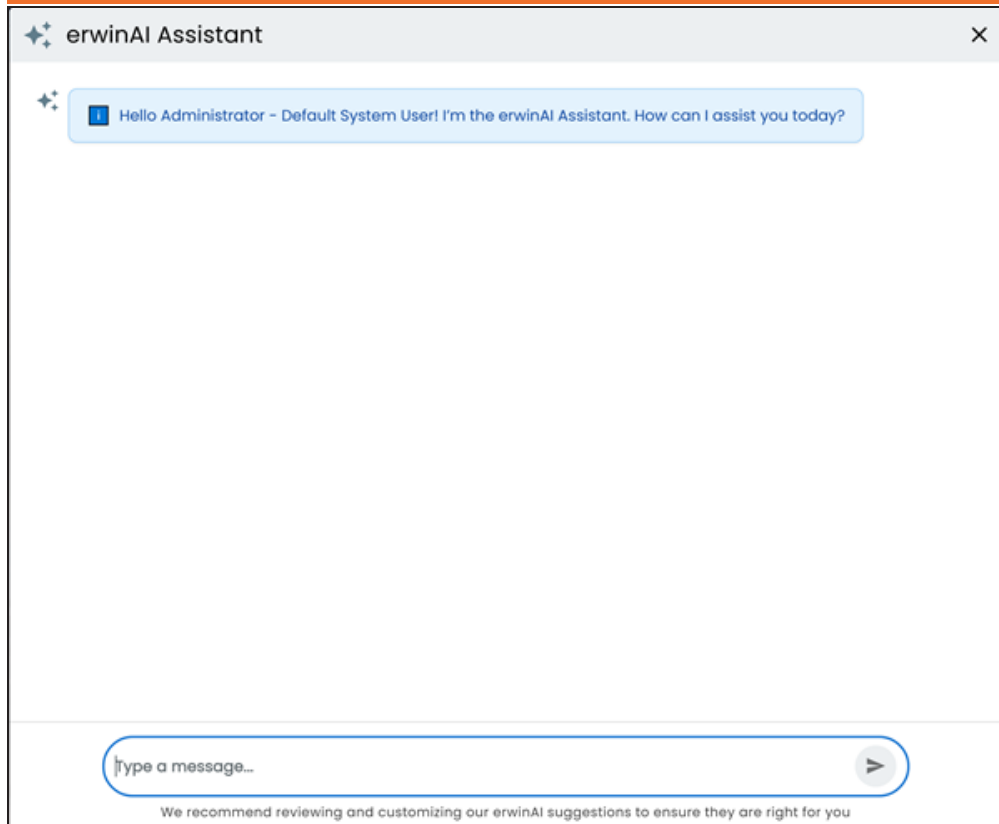 erwinAI Assistant
Hello Administrator - Default System User! I'm the erwinAI Assistant. How can I assist you today?
Type a message...
We recommend reviewing and customizing our erwinAI suggestions to ensure they are right for you